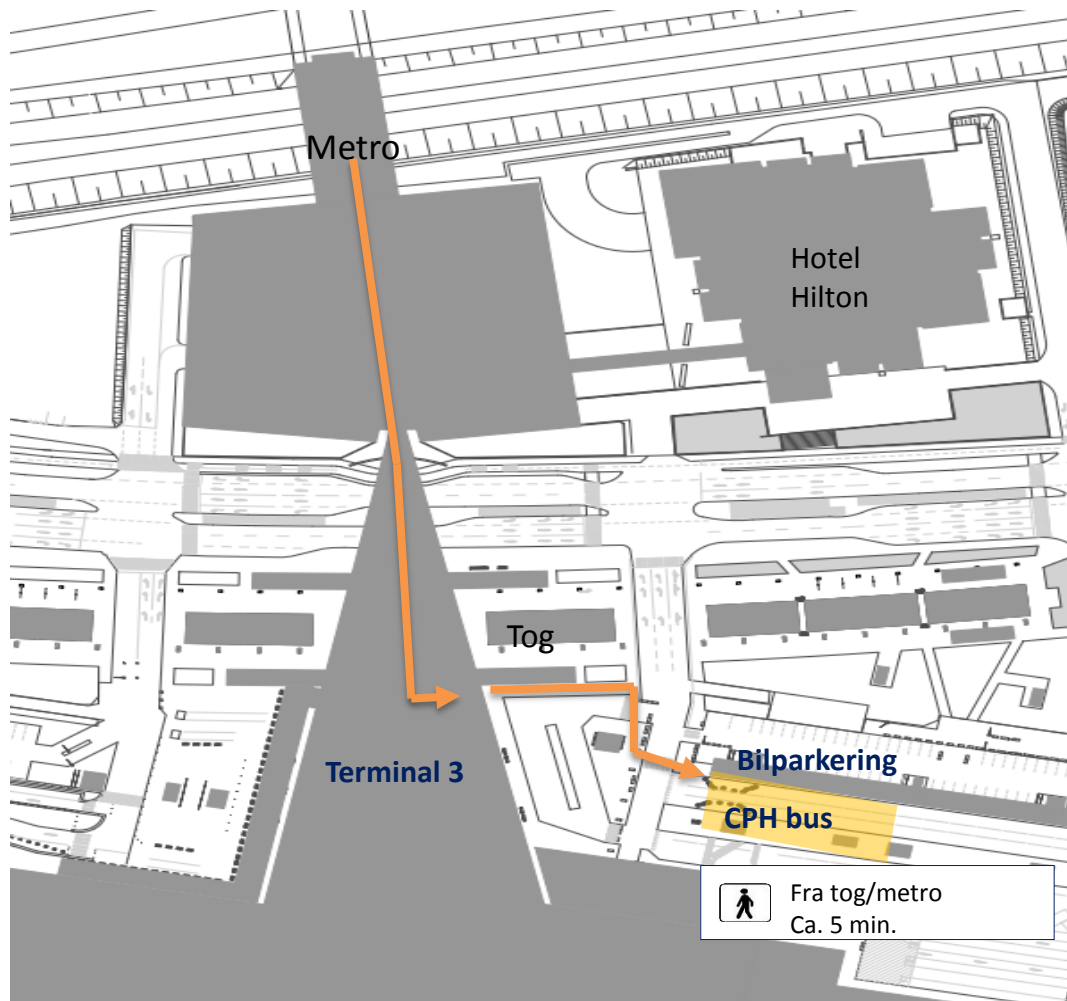 Metro
Hotel
Hilton
Tog
Terminal 3
Bilparkering
CPH bus
Fra tog/metro
Ca. 5 min.